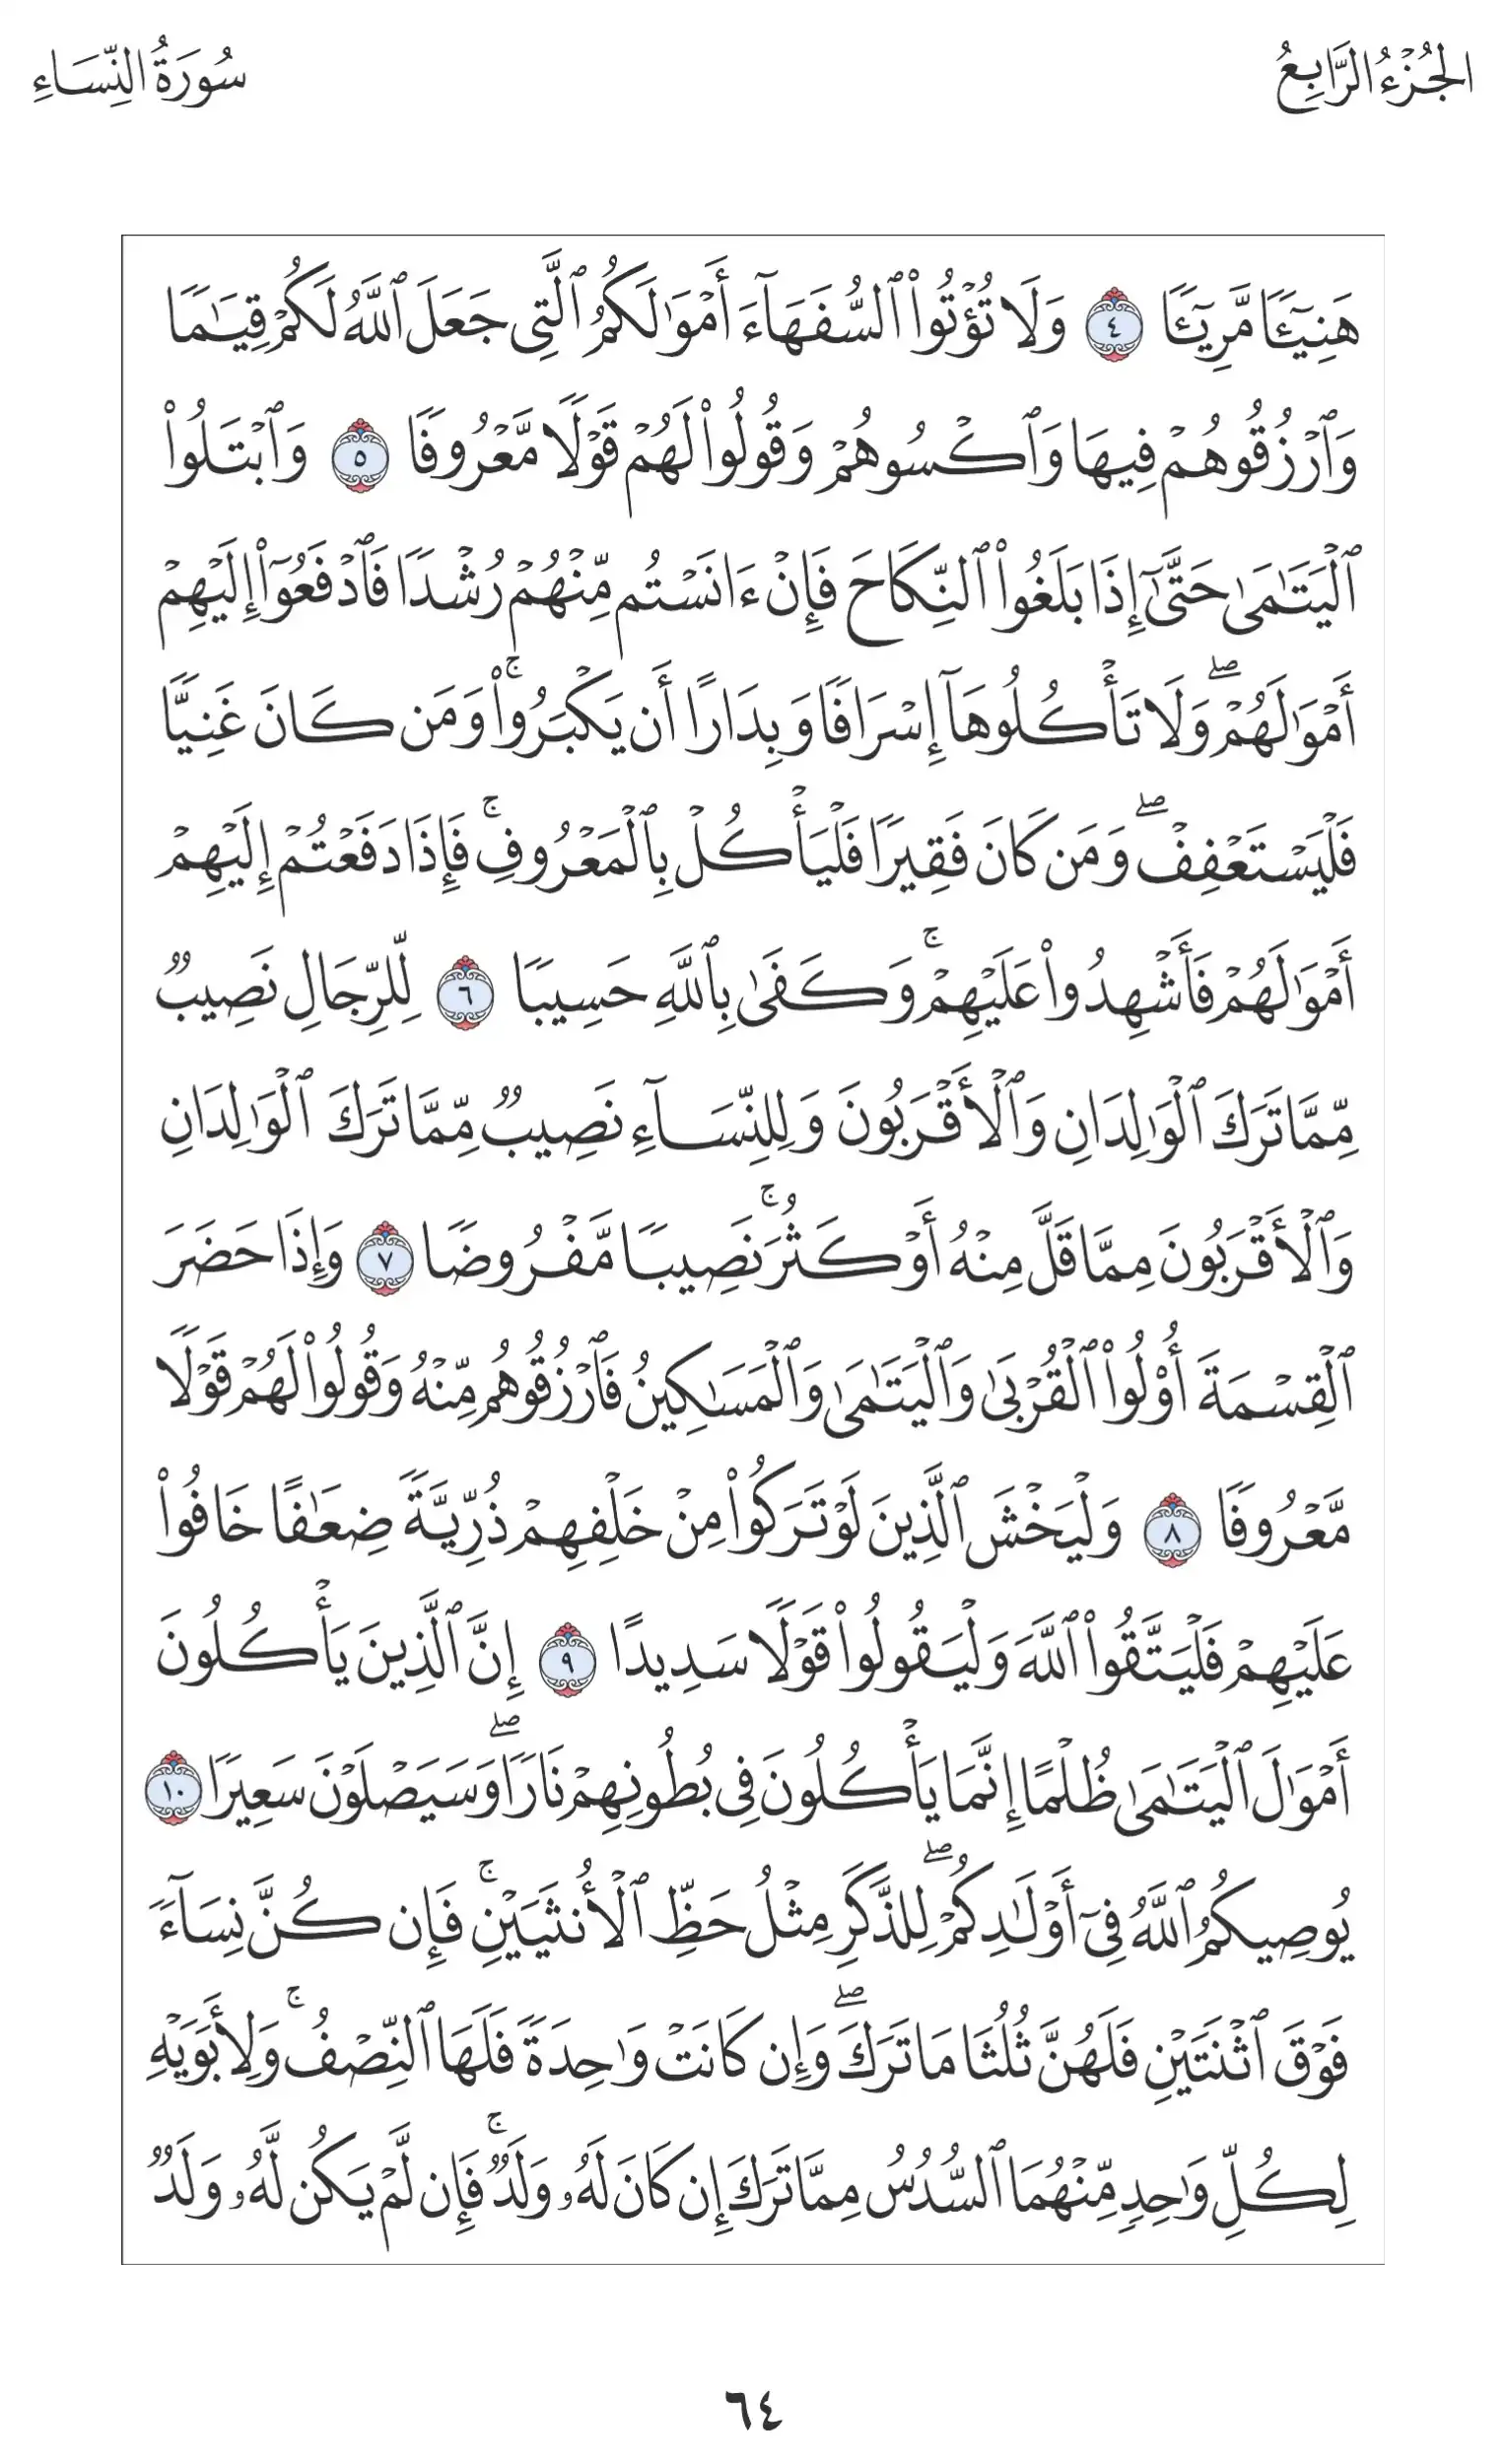 الجُزْءُ الرَّابِعُ
سُورَةُ النِّسَاءِ
هَنِيٓـًٔا مَّرِيٓـًٔا ٤ وَلَا تُؤْتُوا۟ ٱلسُّفَهَآءَ أَمْوَٰلَكُمُ ٱلَّتِى جَعَلَ ٱللَّهُ لَكُمْ قِيَـٰمًا
وَٱرْزُقُوهُمْ فِيهَا وَٱكْسُوهُمْ وَقُولُوا۟ لَهُمْ قَوْلًا مَّعْرُوفًا ٥ وَٱبْتَلُوا۟
ٱلْيَتَـٰمَىٰ حَتَّىٰٓ إِذَا بَلَغُوا۟ ٱلنِّكَاحَ فَإِنْ ءَانَسْتُم مِّنْهُمْ رُشْدًا فَٱدْفَعُوٓا۟ إِلَيْهِمْ
أَمْوَٰلَهُمْ ۖ وَلَا تَأْكُلُوهَآ إِسْرَافًا وَبِدَارًا أَن يَكْبَرُوا۟ ۚ وَمَن كَانَ غَنِيًّا
فَلْيَسْتَعْفِفْ ۖ وَمَن كَانَ فَقِيرًا فَلْيَأْكُلْ بِٱلْمَعْرُوفِ ۚ فَإِذَا دَفَعْتُمْ إِلَيْهِمْ
أَمْوَٰلَهُمْ فَأَشْهِدُوا۟ عَلَيْهِمْ ۚ وَكَفَىٰ بِٱللَّهِ حَسِيبًا ٦ لِّلرِّجَالِ نَصِيبٌ
مِّمَّا تَرَكَ ٱلْوَٰلِدَانِ وَٱلْأَقْرَبُونَ وَلِلنِّسَآءِ نَصِيبٌ مِّمَّا تَرَكَ ٱلْوَٰلِدَانِ
وَٱلْأَقْرَبُونَ مِمَّا قَلَّ مِنْهُ أَوْ كَثُرَ ۚ نَصِيبًا مَّفْرُوضًا ٧ وَإِذَا حَضَرَ
ٱلْقِسْمَةَ أُو۟لُوا۟ ٱلْقُرْبَىٰ وَٱلْيَتَـٰمَىٰ وَٱلْمَسَـٰكِينُ فَٱرْزُقُوهُم مِّنْهُ وَقُولُوا۟ لَهُمْ قَوْلًا
مَّعْرُوفًا ٨ وَلْيَخْشَ ٱلَّذِينَ لَوْ تَرَكُوا۟ مِنْ خَلْفِهِمْ ذُرِّيَّةً ضِعَـٰفًا خَافُوا۟
عَلَيْهِمْ فَلْيَتَّقُوا۟ ٱللَّهَ وَلْيَقُولُوا۟ قَوْلًا سَدِيدًا ٩ إِنَّ ٱلَّذِينَ يَأْكُلُونَ
أَمْوَٰلَ ٱلْيَتَـٰمَىٰ ظُلْمًا إِنَّمَا يَأْكُلُونَ فِى بُطُونِهِمْ نَارًا ۖ وَسَيَصْلَوْنَ سَعِيرًا ١٠
يُوصِيكُمُ ٱللَّهُ فِىٓ أَوْلَـٰدِكُمْ ۖ لِلذَّكَرِ مِثْلُ حَظِّ ٱلْأُنثَيَيْنِ ۚ فَإِن كُنَّ نِسَآءً
فَوْقَ ٱثْنَتَيْنِ فَلَهُنَّ ثُلُثَا مَا تَرَكَ ۖ وَإِن كَانَتْ وَٰحِدَةً فَلَهَا ٱلنِّصْفُ ۚ وَلِأَبَوَيْهِ
لِكُلِّ وَٰحِدٍ مِّنْهُمَا ٱلسُّدُسُ مِمَّا تَرَكَ إِن كَانَ لَهُۥ وَلَدٌ ۚ فَإِن لَّمْ يَكُن لَّهُۥ وَلَدٌ
٦٤